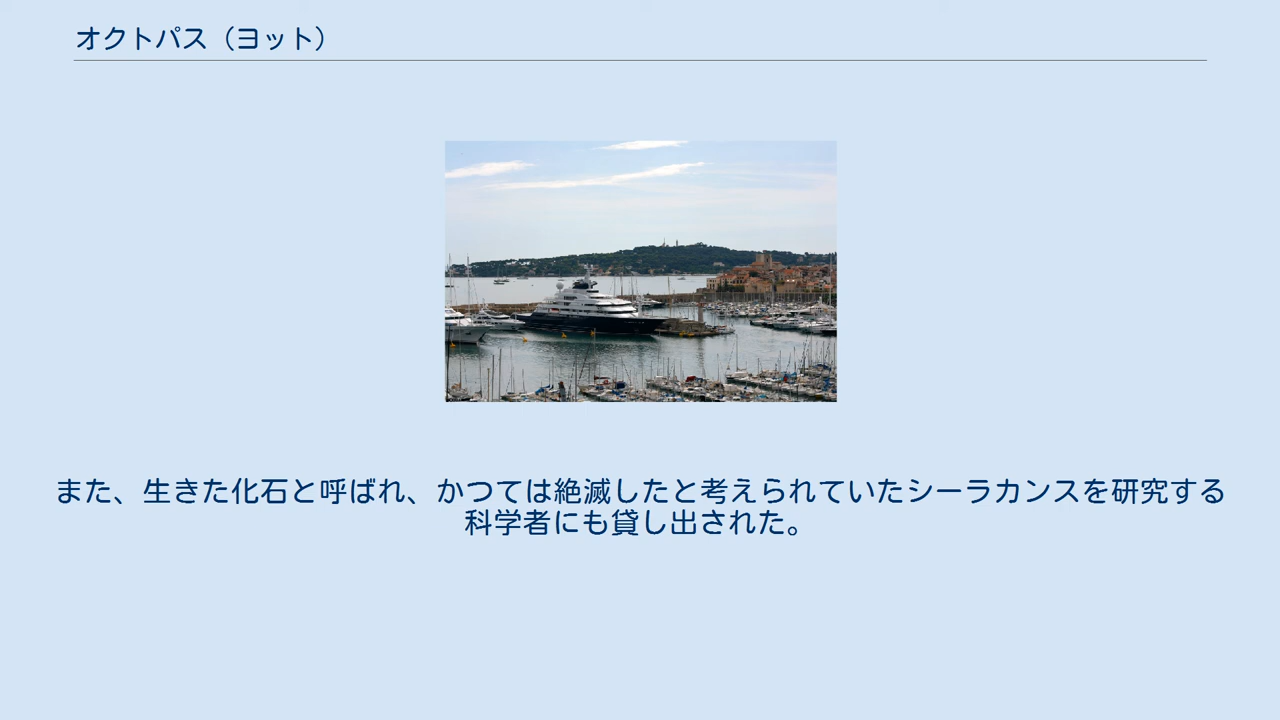 オクトパス（ヨット）
また、生きた化石と呼ばれ、かつては絶滅したと考えられていたシーラカンスを研究する
科学者にも貸し出された。